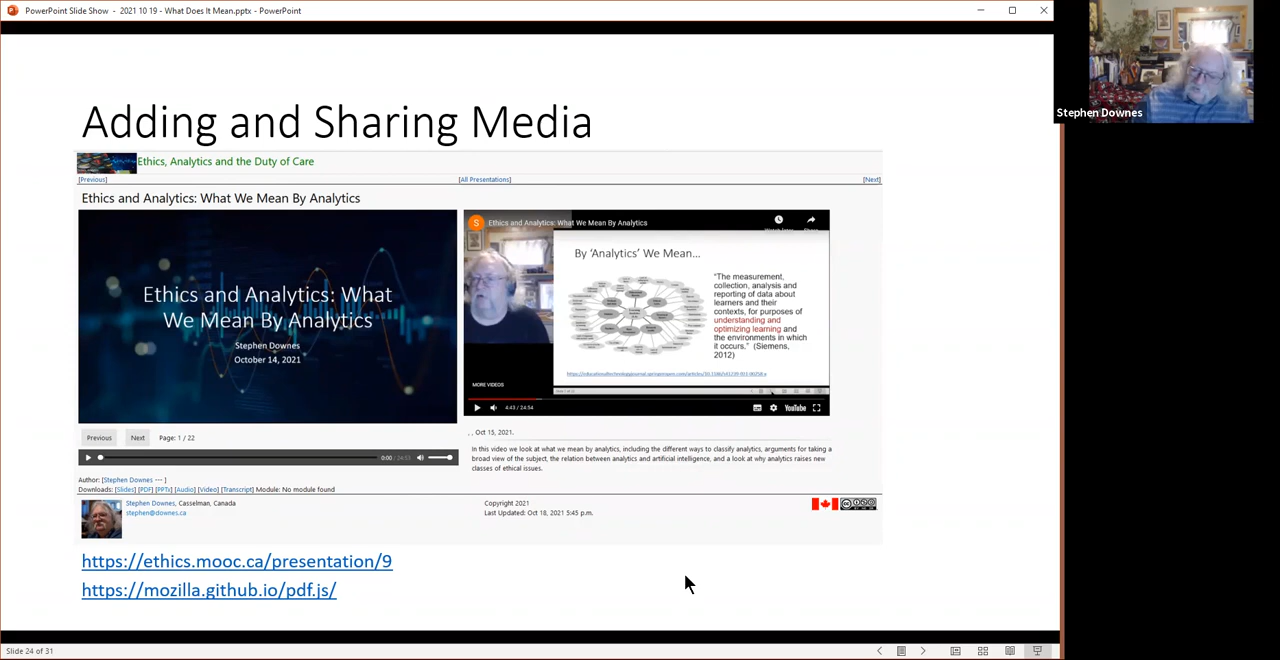 PowerPoint Slide Show - 2021 10 19 - What Does It Mean.pptx - PowerPoint
Stephen Downes
Adding and Sharing Media
Ethics, Analytics and the Duty of Care
[Previous]
[All Presentations]
[Next]
Ethics and Analytics: What We Mean By Analytics
Ethics and Analytics: What
We Mean By Analytics
Stephen Downes
October 14, 2021
S
Ethics and Analytics: What We Mean By Analytics
By 'Analytics' We Mean...
"The measurement,
collection, analysis and
reporting of data about
learners and their
contexts, for purposes of
understanding and
optimizing learning and
the environments in which
it occurs," (Siemens,
2012)
MORE VIDEOS
4:43 / 24:54
YouTube
Previous
Next
Page: 1 / 22
0:00 / 24:53
, , Oct 15, 2021.
In this video we look at what we mean by analytics, including the different ways to classify analytics, arguments for taking a
broad view of the subject, the relation between analytics and artificial intelligence, and a look at why analytics raises new
classes of ethical issues.
Author: [Stephen Downes --- ]
Downloads: [Slides] [PDF] [PPTx] [Audio] [Video] [Transcript] Module: No module found
Stephen Downes, Casselman, Canada
stephen@downes.ca
Copyright 2021
Last Updated: Oct 18, 2021 5:45 p.m.
https://ethics.mooc.ca/presentation/9
https://mozilla.github.io/pdf.js/
Slide 24 of 31